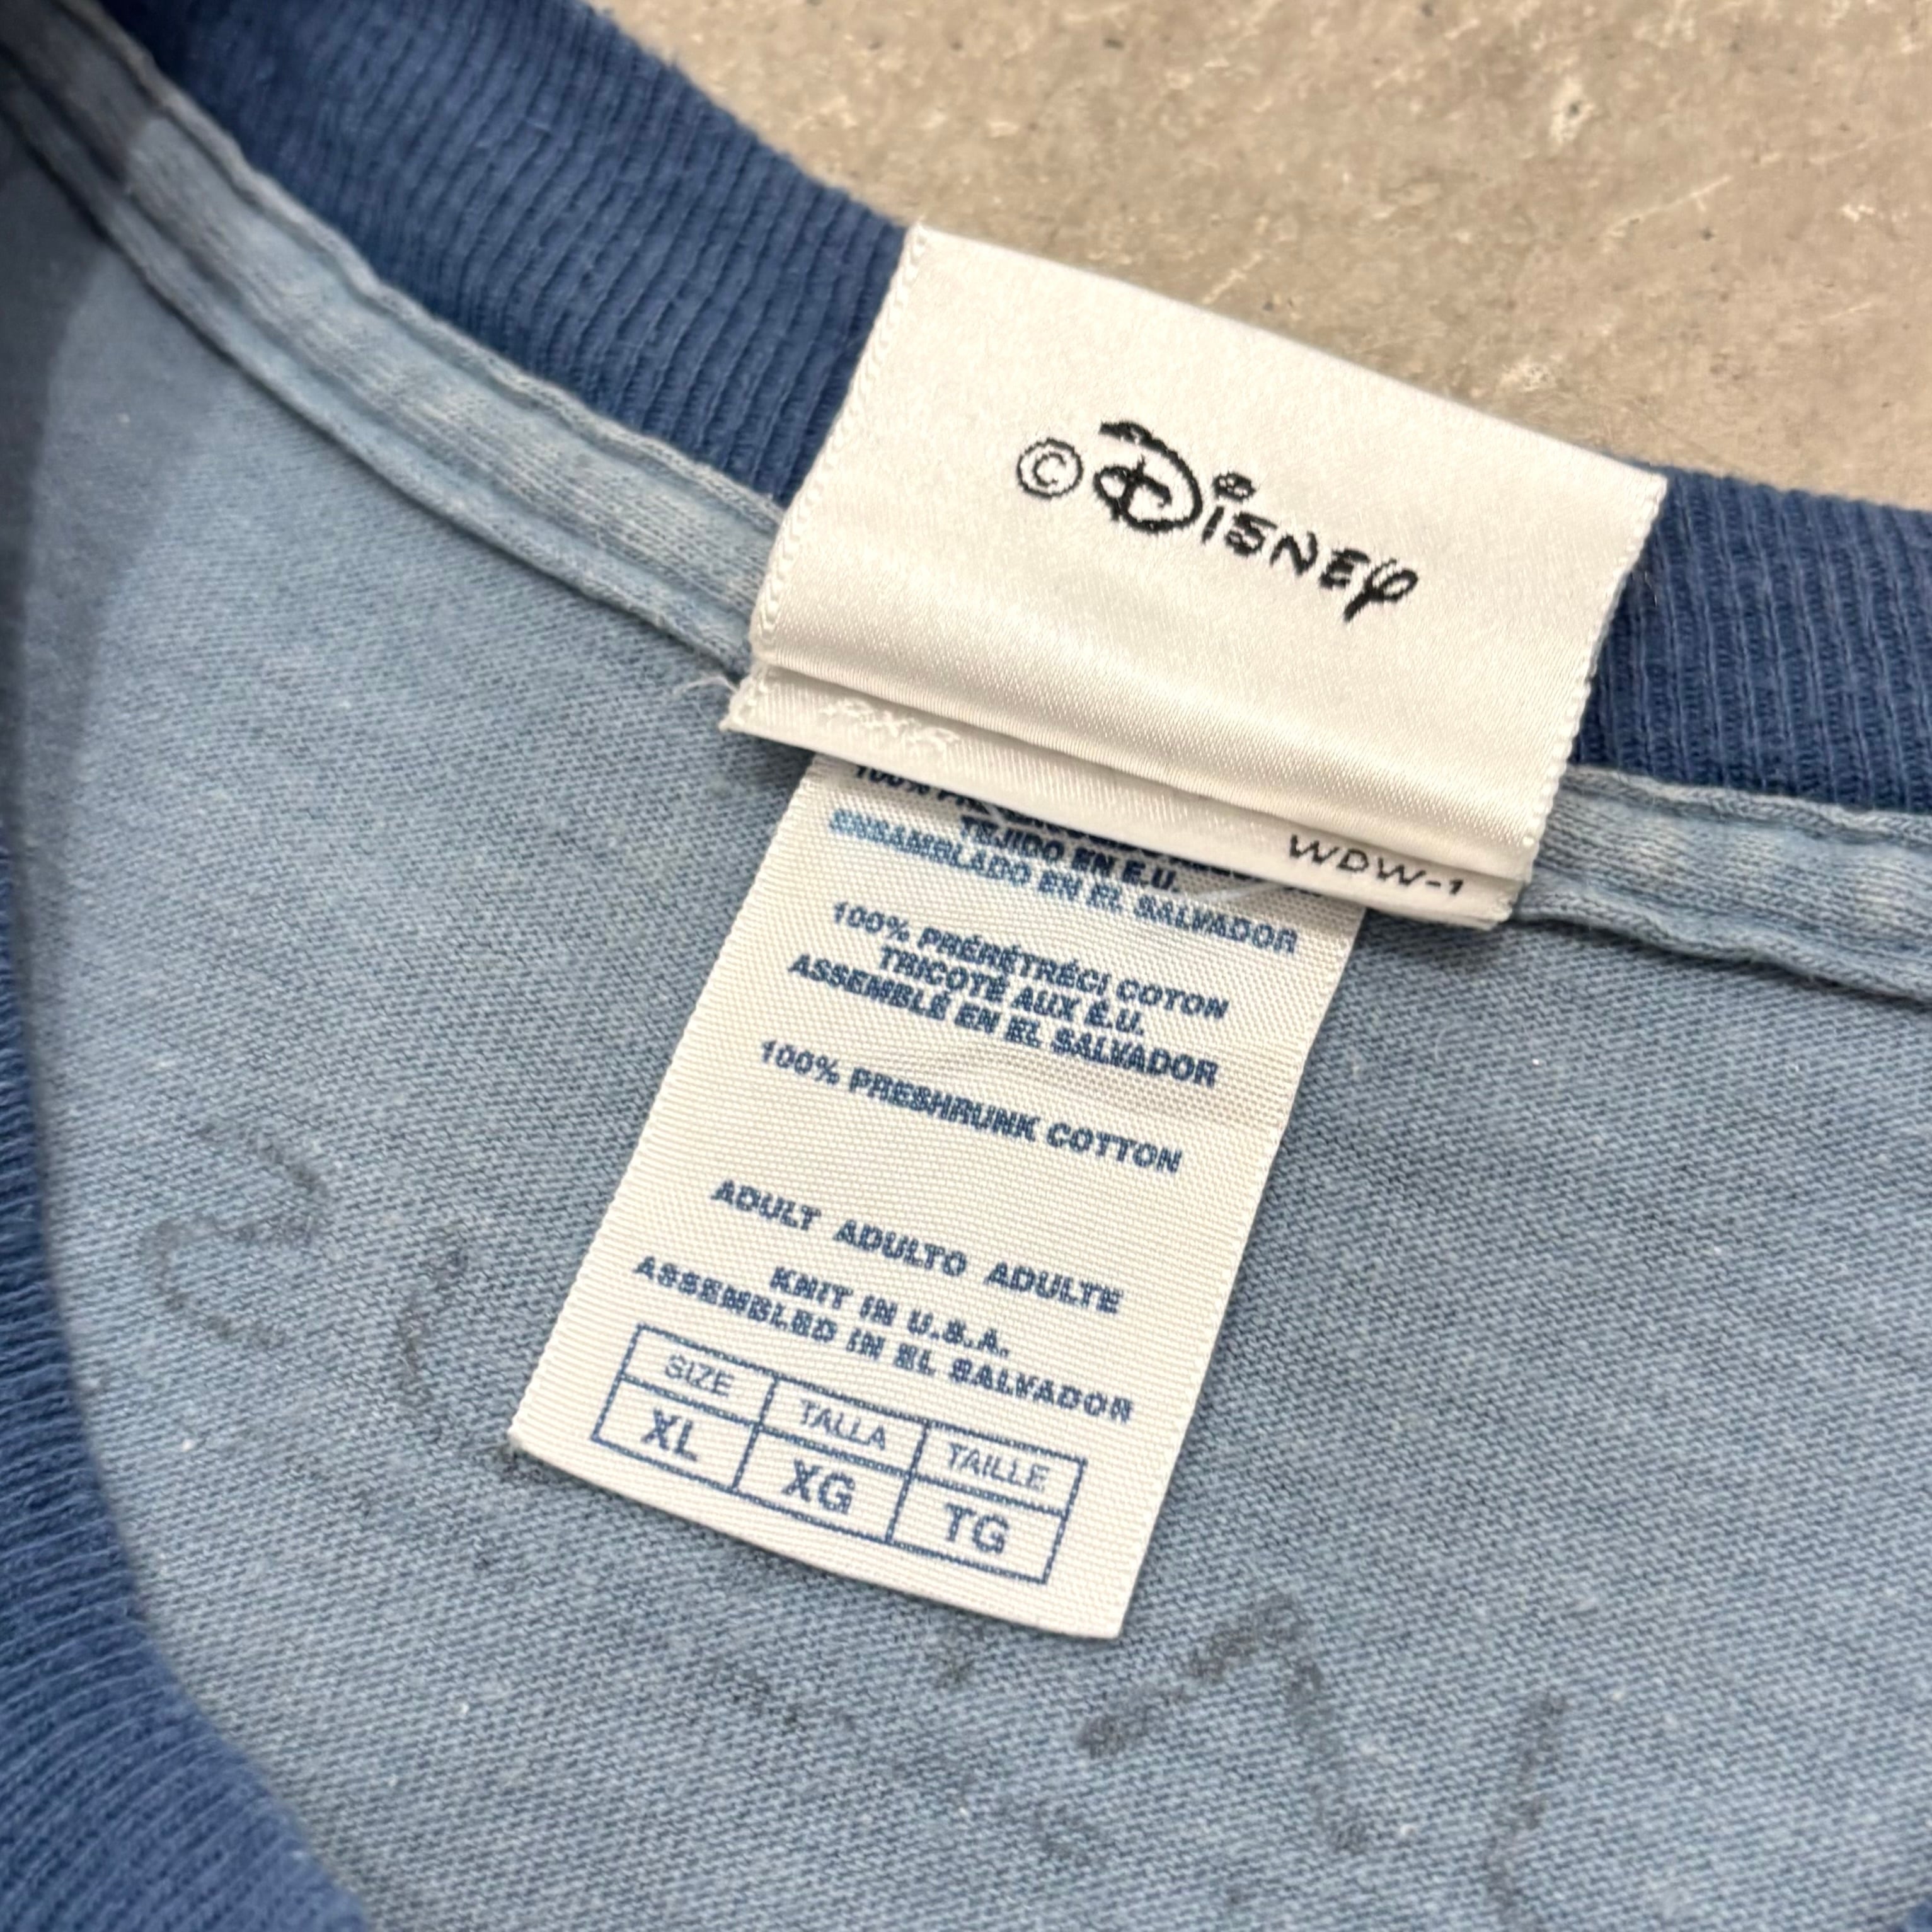 © Disney
WDW-1
TEJIDO EN E.U.
ENSAMBLADO EN EL SALVADOR
100% PRÉRÉTRÉCI COTON
TRICOTÉ AUX É.U.
ASSEMBLÉ EN EL SALVADOR
100% PRESHRUNK COTTON
ADULT ADULTO ADULTE
KNIT IN U.S.A.
ASSEMBLED IN EL SALVADOR
SIZE TALLA TAILLE
XL XG TG